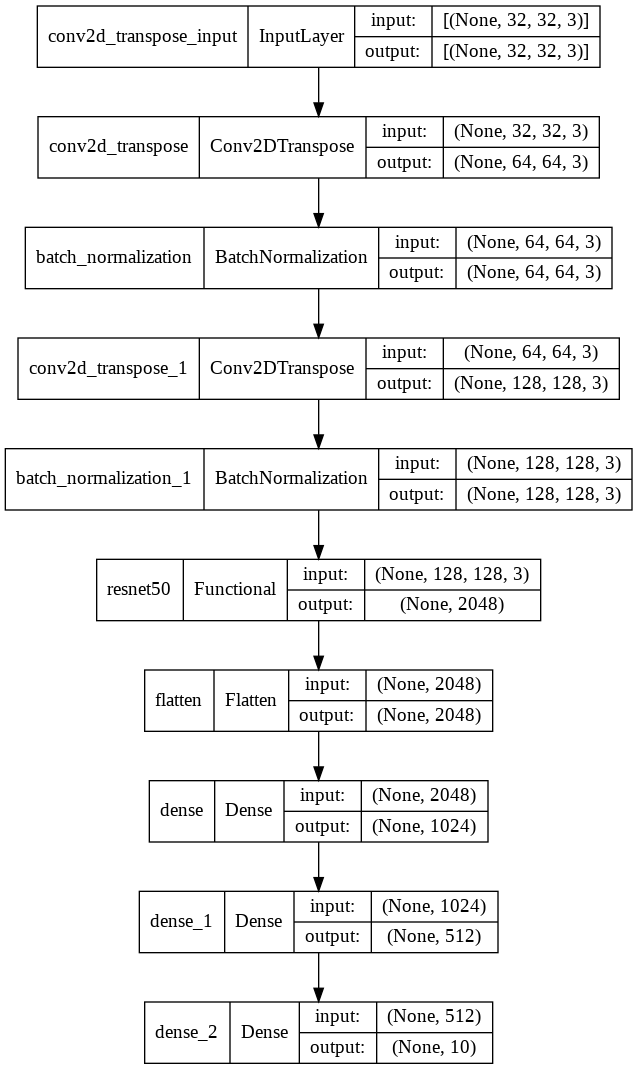 conv2d_transpose_input InputLayer input: [(None, 32, 32, 3)]
output: [(None, 32, 32, 3)]
conv2d_transpose Conv2DTranspose input: (None, 32, 32, 3)
output: (None, 64, 64, 3)
batch_normalization BatchNormalization input: (None, 64, 64, 3)
output: (None, 64, 64, 3)
conv2d_transpose_1 Conv2DTranspose input: (None, 64, 64, 3)
output: (None, 128, 128, 3)
batch_normalization_1 BatchNormalization input: (None, 128, 128, 3)
output: (None, 128, 128, 3)
resnet50 Functional input: (None, 128, 128, 3)
output: (None, 2048)
flatten Flatten input: (None, 2048)
output: (None, 2048)
dense Dense input: (None, 2048)
output: (None, 1024)
dense_1 Dense input: (None, 1024)
output: (None, 512)
dense_2 Dense input: (None, 512)
output: (None, 10)